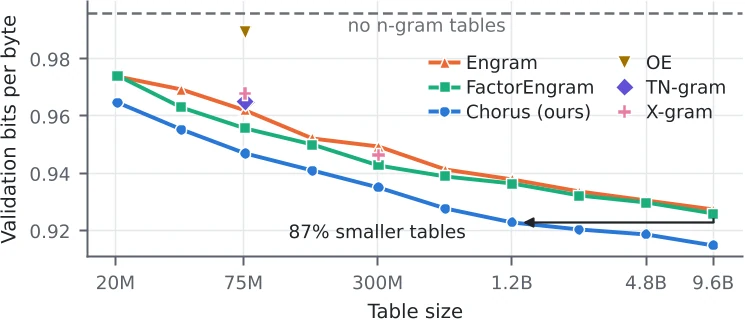 no n-gram tables
Engram
FactorEngram
Chorus (ours)
OE
TN-gram
X-gram
87% smaller tables
Validation bits per byte
0.98
0.96
0.94
0.92
20M
75M
300M
1.2B
4.8B
9.6B
Table size